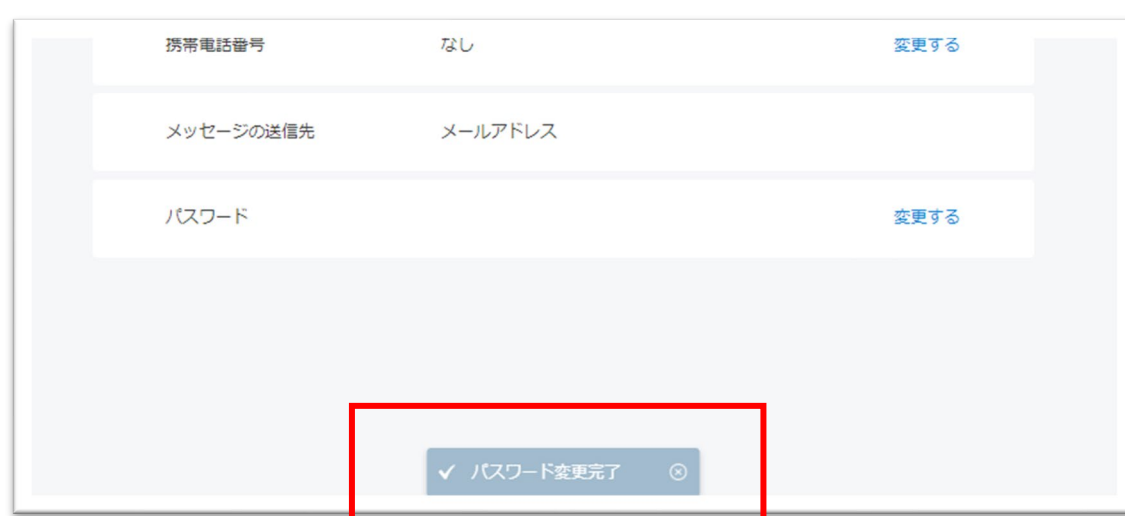 携帯電話番号 なし 変更する
メッセージの送信先 メールアドレス
パスワード 変更する
パスワード変更完了